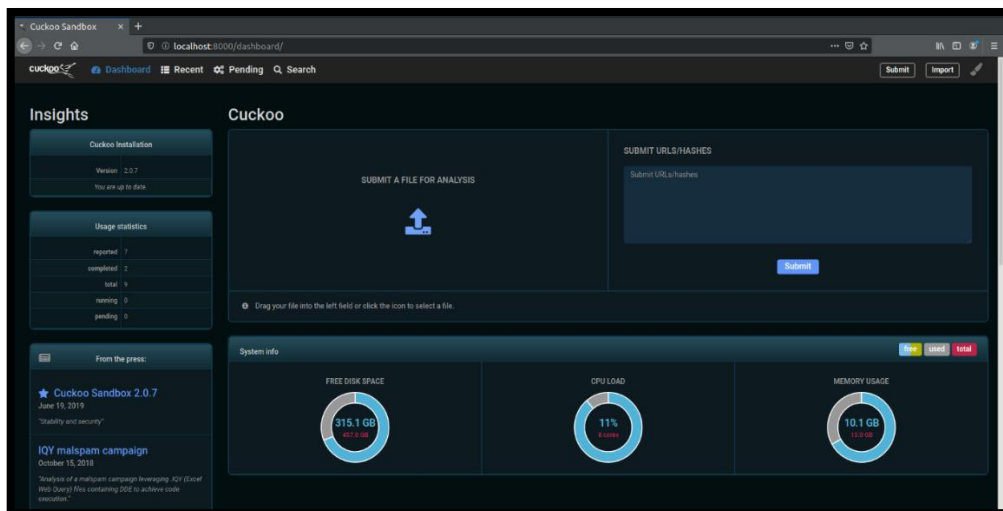 Cuckoo Sandbox × +
localhost:8000/dashboard/
cuckoo Dashboard Recent Pending Search Submit Import
Insights
Cuckoo Installation
Version 2.0.7
You are up to date
Usage statistics
reported 7
completed 2
total 9
running 0
pending 0
From the press:
Cuckoo Sandbox 2.0.7
June 19, 2019
"Stability and security"
IQY malspam campaign
October 15, 2018
"Analysis of a malspam campaign leveraging .IQY (Excel
Web Query) files containing DDE to achieve code
execution."
Cuckoo
SUBMIT A FILE FOR ANALYSIS
SUBMIT URLS/HASHES
Submit URLs/hashes
Submit
Drag your file into the left field or click the icon to select a file.
System info
free used total
FREE DISK SPACE
315.1 GB
CPU LOAD
11%
MEMORY USAGE
10.1 GB